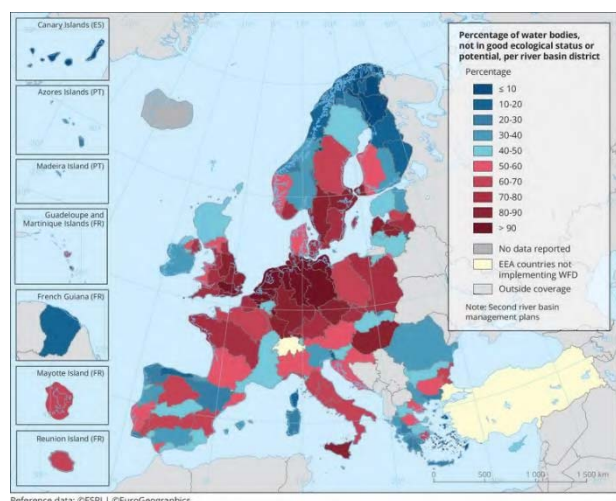 Canary Islands (ES)
Azores Islands (PT)
Madeira Island (PT)
Guadeloupe and
Martinique Islands (FR)
French Guiana (FR)
Mayotte Island (FR)
Reunion Island (FR)
Percentage of water bodies,
not in good ecological status or
potential, per river basin
district
Percentage
≤ 10
10-20
20-30
30-40
40-50
50-60
60-70
70-80
80-90
> 90
No data reported
EEA countries not
implementing WFD
Outside coverage
Note: Second river basin
management plans
0 500 1 000 1 500 km
Reference data: ©ESRI | ©EuroGeographics